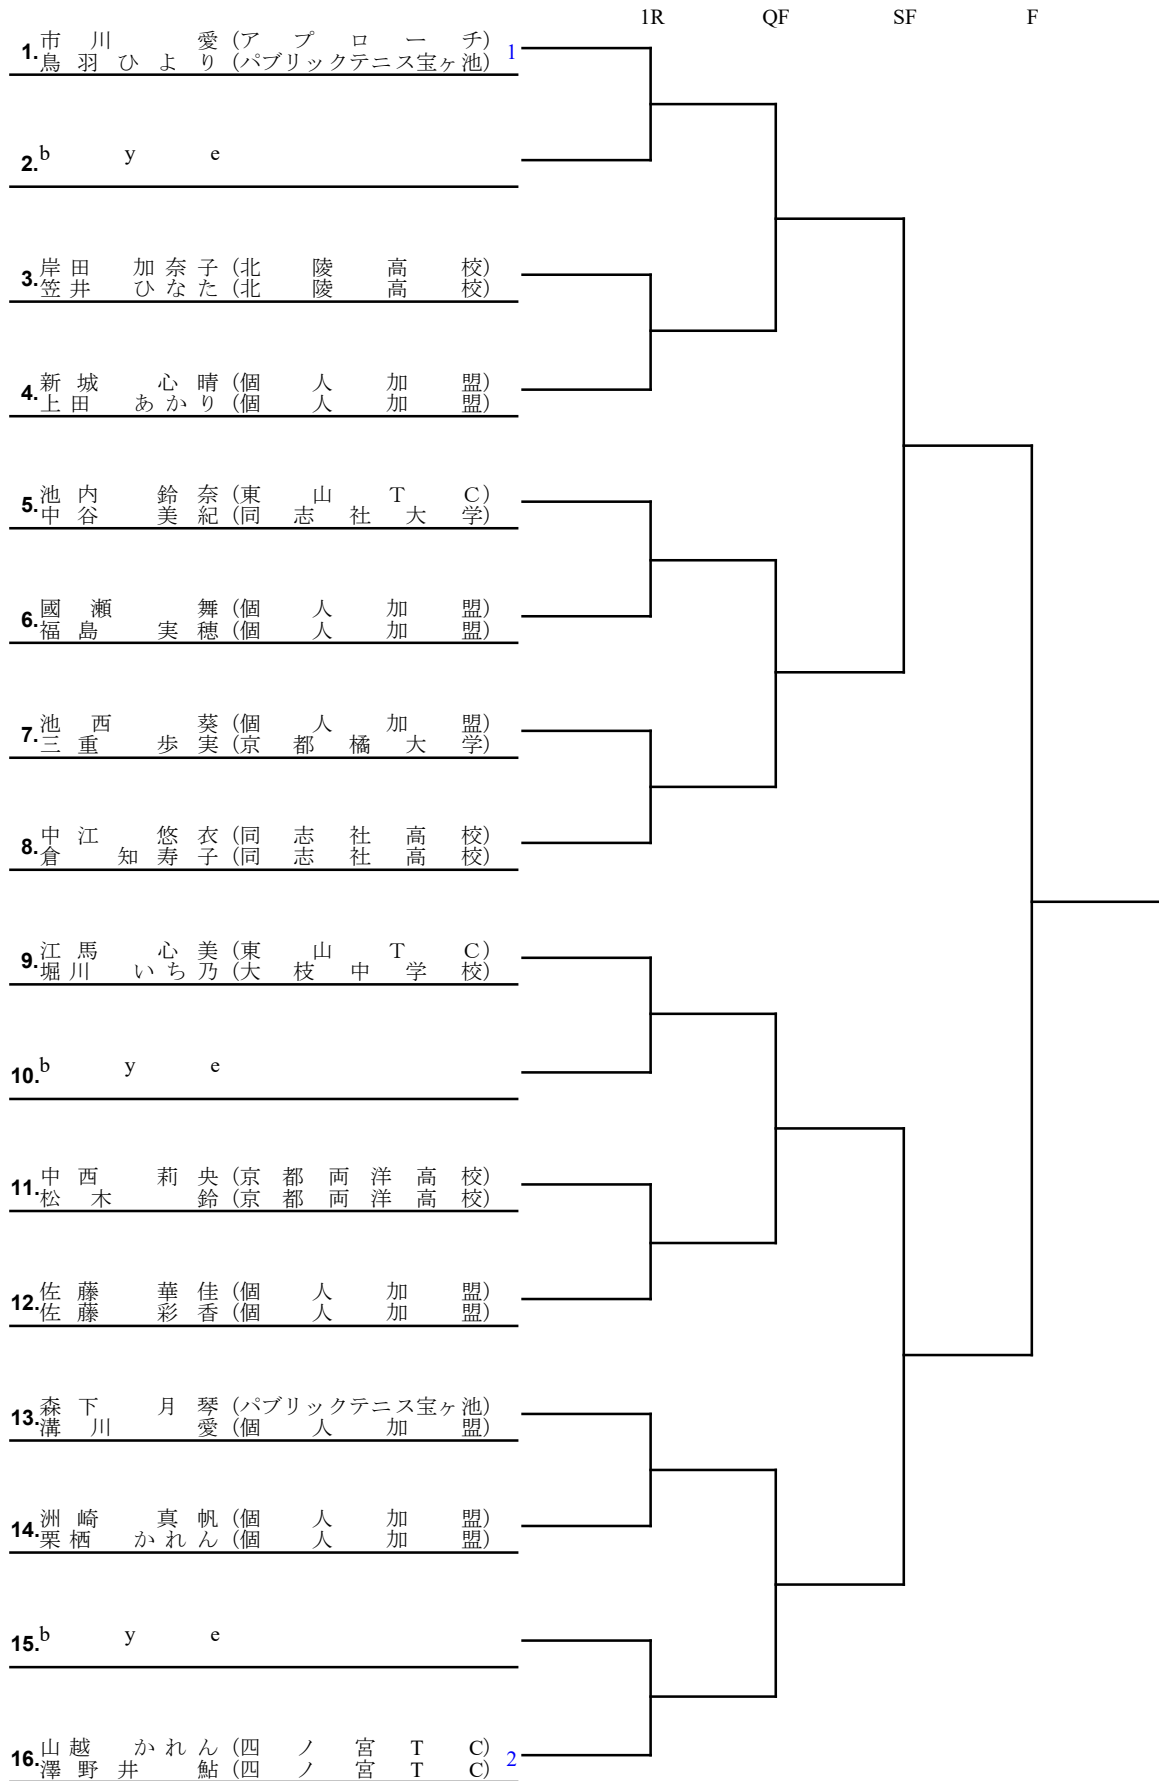 1R QF SF F
1. 市川 愛 (アプローチ) 1
鳥羽ひより (パブリックテニス宝ヶ池)
2. bye
3. 岸田 加奈子 (北陵高校)
笠井 ひなた (北陵高校)
4. 新城 心晴 (個人加盟)
上田 あかり (個人加盟)
5. 池内 鈴奈 (東山TC)
中谷 美紀 (同志社大学)
6. 國瀬 舞 (個人加盟)
福島 実穂 (個人加盟)
7. 池西 葵 (個人加盟)
三重 歩実 (京都橘大学)
8. 中江 悠衣 (同志社高校)
倉 知寿子 (同志社高校)
9. 江馬 心美 (東山TC)
堀川 いち乃 (大枝中学校)
10. bye
11. 中西 莉央 (京都両洋高校)
松木 鈴 (京都両洋高校)
12. 佐藤 華佳 (個人加盟)
佐藤 彩香 (個人加盟)
13. 森下 月琴 (パブリックテニス宝ヶ池)
溝川 愛 (個人加盟)
14. 洲崎 真帆 (個人加盟)
栗栖 かれん (個人加盟)
15. bye
16. 山越 かれん (四ノ宮TC) 2
澤野井 鮎 (四ノ宮TC)